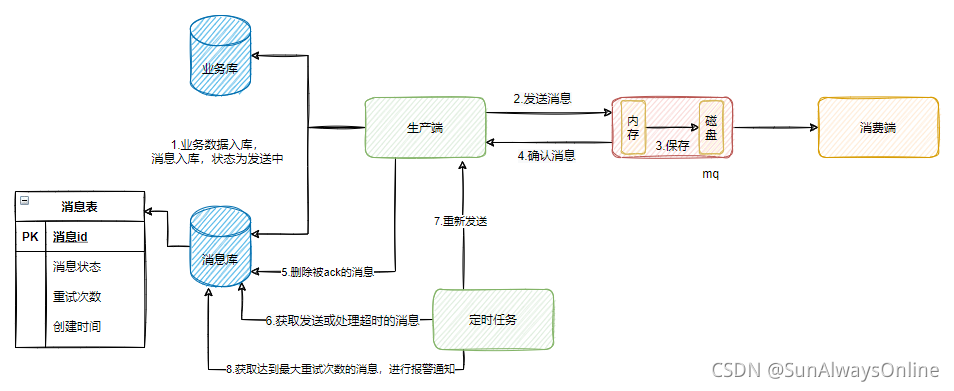 业务库
2.发送消息
生产端
内存
磁盘
消费端
3.保存
1.业务数据入库，
消息入库，状态为发送中
4.确认消息
mq
消息表
7.重新发送
PK
消息id
消息库
消息状态
5.删除被ack的消息
重试次数
6.获取发送或处理超时的消息
定时任务
创建时间
8.获取达到最大重试次数的消息，进行报警通知
CSDN @SunAlwaysOnline